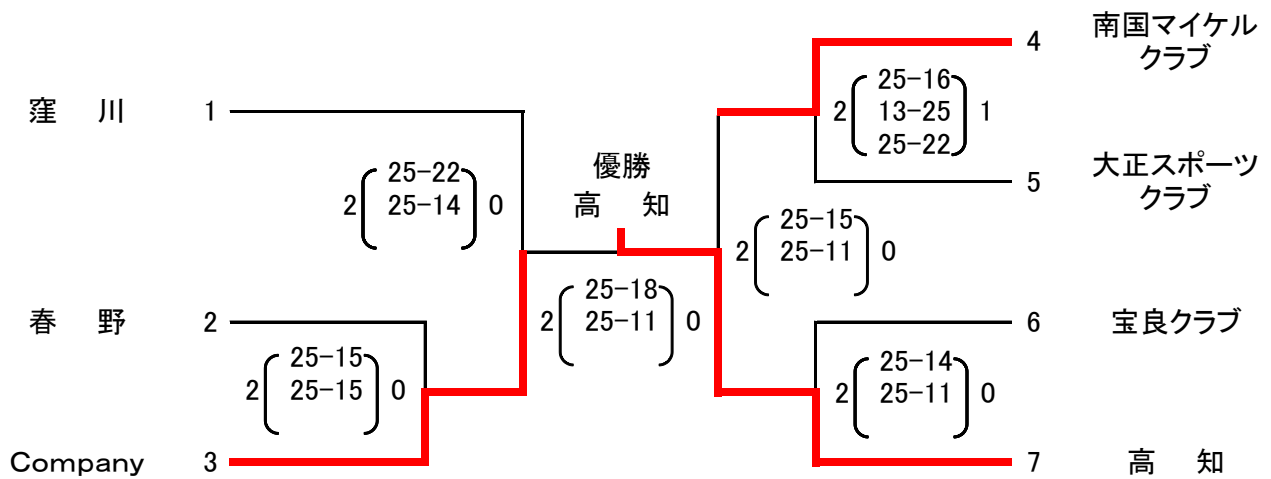 窪　川 1
25-22
2 25-14 0
春　野 2
25-15
2 25-15 0
Company 3
優勝
高　知
25-18
2 25-11 0
4 南国マイケル
クラブ
25-16
2 13-25 1
25-22
5 大正スポーツ
クラブ
25-15
2 25-11 0
6 宝良クラブ
25-14
2 25-11 0
7 高　知